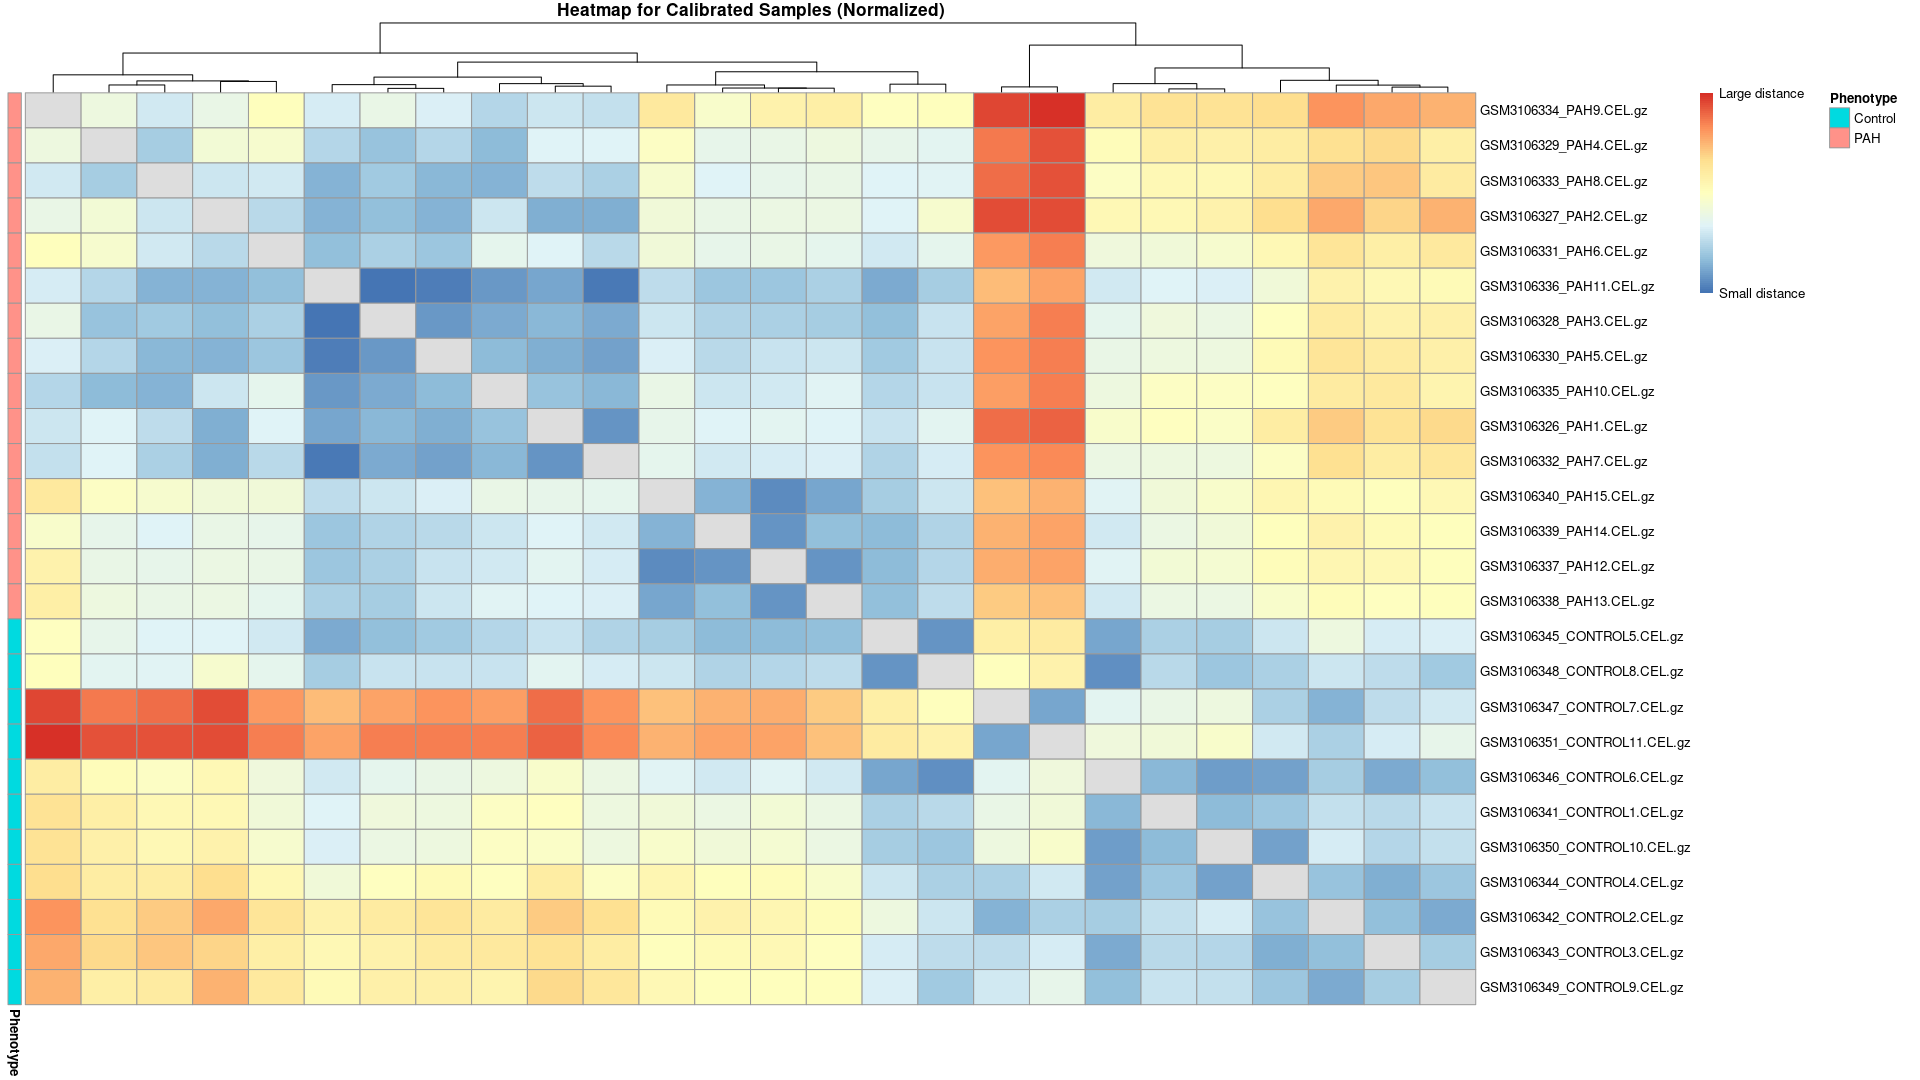 Heatmap for Calibrated Samples (Normalized)
Large distance
Small distance
Phenotype
Control
PAH
GSM3106334_PAH9.CEL.gz
GSM3106329_PAH4.CEL.gz
GSM3106333_PAH8.CEL.gz
GSM3106327_PAH2.CEL.gz
GSM3106331_PAH6.CEL.gz
GSM3106336_PAH11.CEL.gz
GSM3106328_PAH3.CEL.gz
GSM3106330_PAH5.CEL.gz
GSM3106335_PAH10.CEL.gz
GSM3106326_PAH1.CEL.gz
GSM3106332_PAH7.CEL.gz
GSM3106340_PAH15.CEL.gz
GSM3106339_PAH14.CEL.gz
GSM3106337_PAH12.CEL.gz
GSM3106338_PAH13.CEL.gz
GSM3106345_CONTROL5.CEL.gz
GSM3106348_CONTROL8.CEL.gz
GSM3106347_CONTROL7.CEL.gz
GSM3106351_CONTROL11.CEL.gz
GSM3106346_CONTROL6.CEL.gz
GSM3106341_CONTROL1.CEL.gz
GSM3106350_CONTROL10.CEL.gz
GSM3106344_CONTROL4.CEL.gz
GSM3106342_CONTROL2.CEL.gz
GSM3106343_CONTROL3.CEL.gz
GSM3106349_CONTROL9.CEL.gz
Phenotype